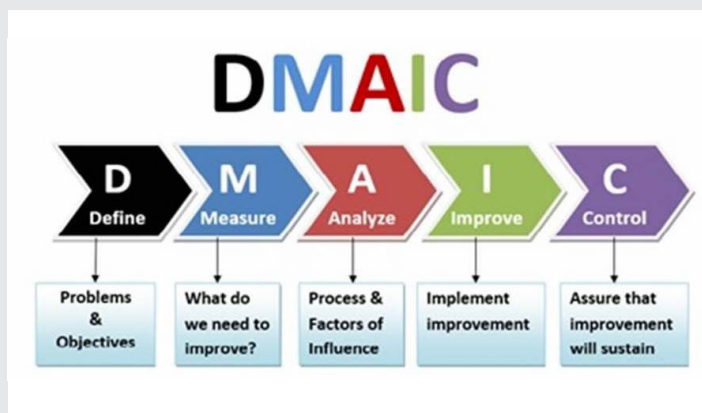 DMAIC
D
Define
M
Measure
A
Analyze
I
Improve
C
Control
Problems
&
Objectives
What do
we need to
improve?
Process &
Factors of
Influence
Implement
improvement
Assure that
improvement
will sustain